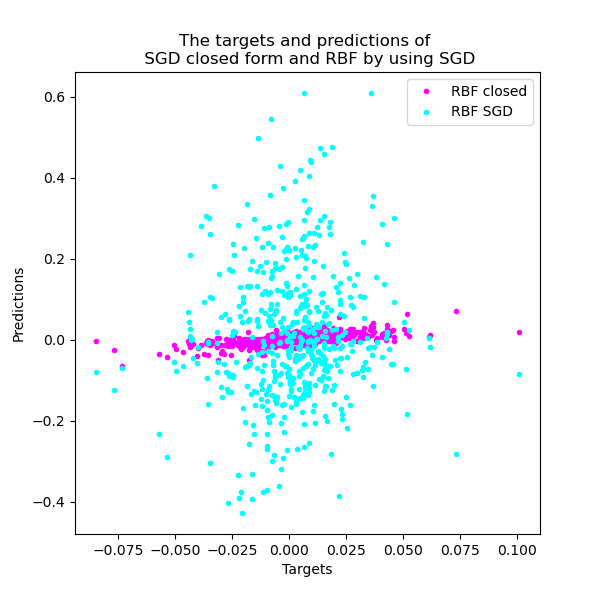 The targets and predictions of
SGD closed form and RBF by using SGD
RBF closed
RBF SGD
Predictions
0.6
0.4
0.2
0.0
−0.2
−0.4
−0.075 −0.050 −0.025 0.000 0.025 0.050 0.075 0.100
Targets